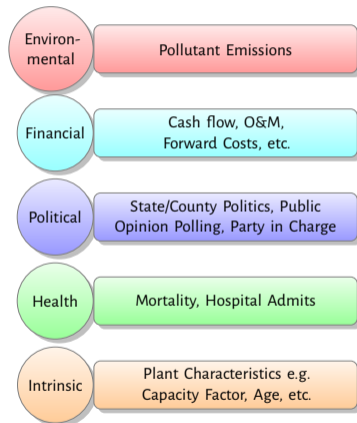 Environ-
mental
Pollutant Emissions
Financial
Cash flow, O&M,
Forward Costs, etc.
Political
State/County Politics, Public
Opinion Polling, Party in Charge
Health
Mortality, Hospital Admits
Intrinsic
Plant Characteristics e.g.
Capacity Factor, Age, etc.